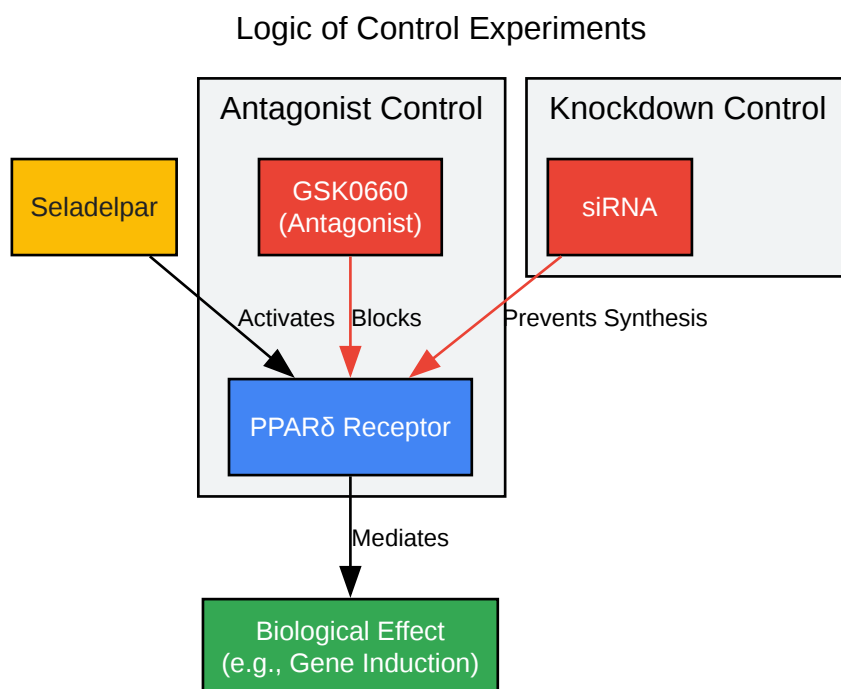 Logic of Control Experiments
Antagonist Control
Knockdown Control
Seladelpar
GSK0660
(Antagonist)
siRNA
Activates
Blocks
Prevents Synthesis
PPARδ Receptor
Mediates
Biological Effect
(e.g., Gene Induction)